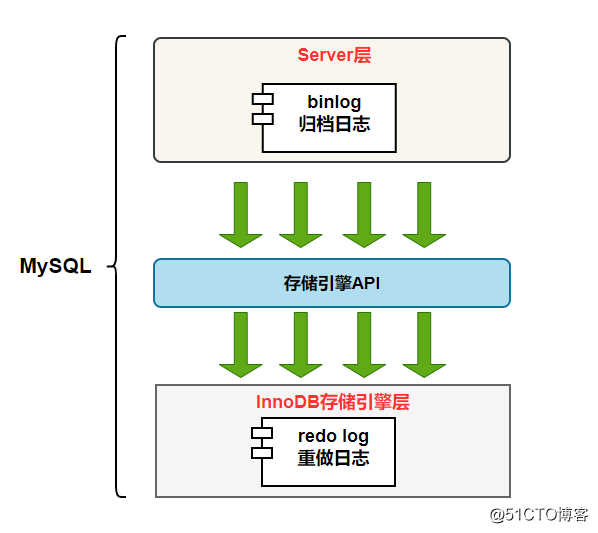 Server层
binlog
归档日志
MySQL
存储引擎API
InnoDB存储引擎层
redo log
重做日志
@51CTO博客